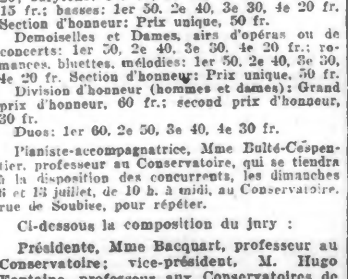 15 fr.; basses: 1er 50, 2e 40, 3e 30, 4e 20 fr.
Section d'honneur: Prix unique, 50 fr.
Demoiselles et Dames, airs d'opéras ou de
concerts: 1er 50, 2e 40, 3e 30, 4e 20 fr.; ro-
mances, bluettes, mélodies: 1er 50, 2e 40, 3e 30,
4e 20 fr. Section d'honneur: Prix unique, 50 fr.
Division d'honneur (hommes et dames): Grand
prix d'honneur, 60 fr.; second prix d'honneur,
30 fr.
Duos: 1er 60, 2e 50, 3e 40, 4e 30 fr.
Pianiste-accompagnatrice, Mme Bulté-Cespen-
tier, professeur au Conservatoire, qui se tiendra
à la disposition des concurrents, les dimanches
6 et 13 juillet, de 10 h. à midi, au Conservatoire,
rue de Soubise, pour répéter.
Ci-dessous la composition du jury :
Présidente, Mme Bacquart, professeur au
Conservatoire; vice-président, M. Hugo
professeur aux Conservatoires de